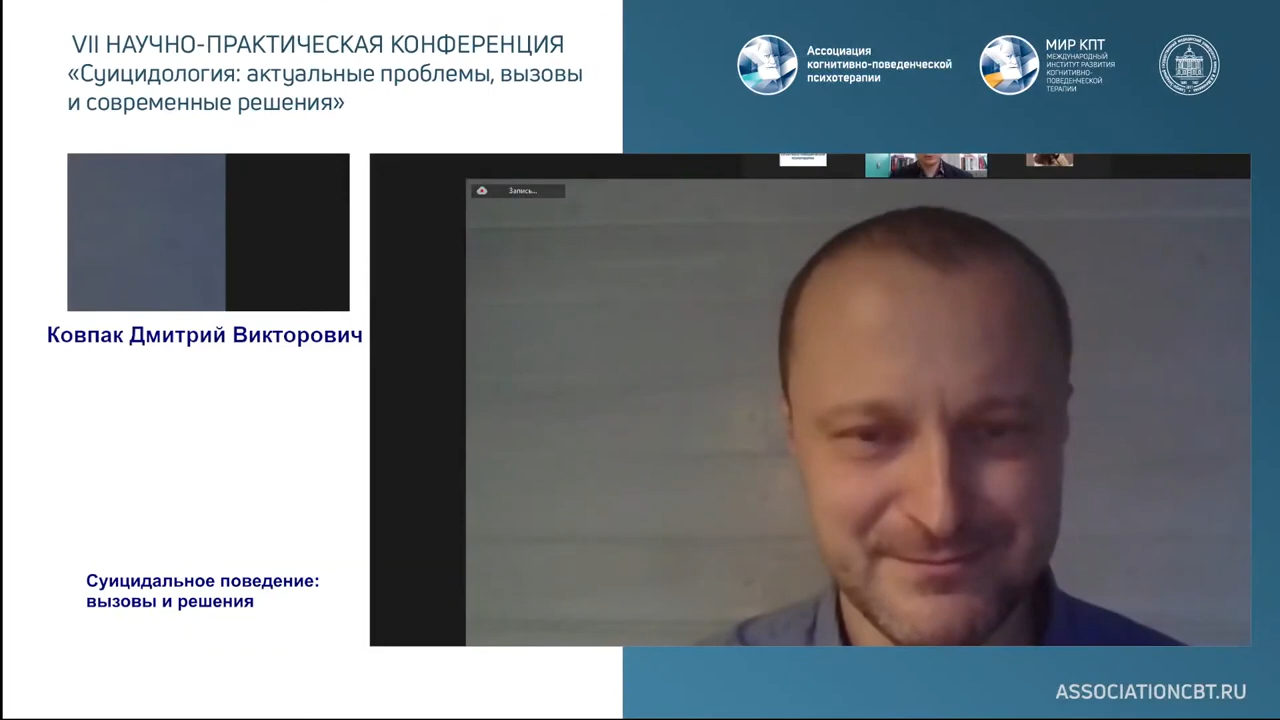 VII НАУЧНО-ПРАКТИЧЕСКАЯ КОНФЕРЕНЦИЯ
«Суицидология: актуальные проблемы, вызовы
и современные решения»
Ассоциация
когнитивно-поведенческой
психотерапии
МИР КПТ
МЕЖДУНАРОДНЫЙ
ИНСТИТУТ РАЗВИТИЯ
КОГНИТИВНО-
ПОВЕДЕНЧЕСКОЙ
ТЕРАПИИ
Запись...
Ковпак Дмитрий Викторович
Суицидальное поведение:
вызовы и решения
ASSOCIATIONCBT.RU